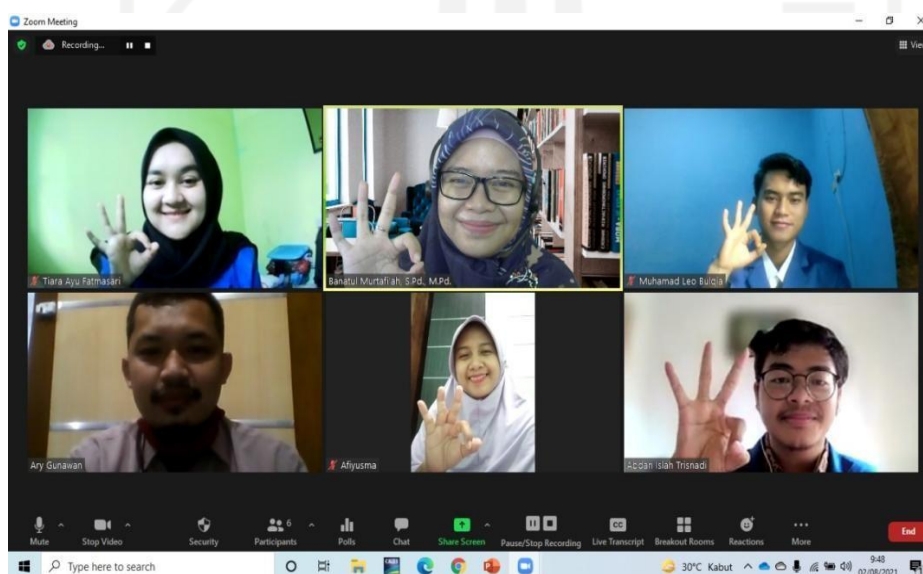 Zoom Meeting
Recording...
View
Tiara Ayu Fatmasari
Banatul Murtafi'ah, S.Pd., M.Pd.
Muhamad Leo Bulqia
Ary Gunawan
Afiyusma
Abdan Islah Trisnadi
Mute
Stop Video
Security
Participants
6
Polls
Chat
Share Screen
Pause/Stop Recording
Live Transcript
Breakout Rooms
Reactions
More
End
CC
Type here to search
30°C Kabut
9:48
02/08/2021